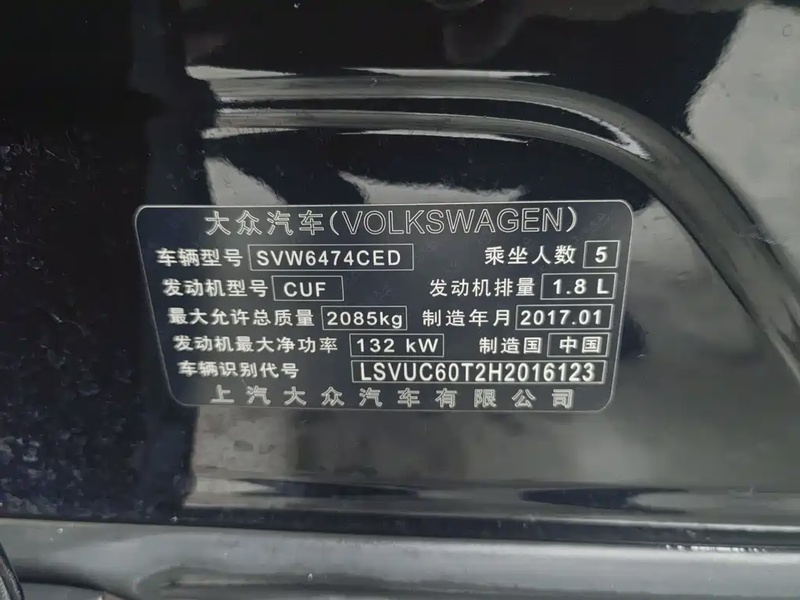 大众汽车(VOLKSWAGEN)
车辆型号 SVW6474CED 乘坐人数 5
发动机型号 CUF 发动机排量 1.8 L
最大允许总质量 2085kg 制造年月 2017.01
发动机最大净功率 132 kW 制造国 中国
车辆识别代号 LSVUC60T2H2016123
上汽大众汽车有限公司